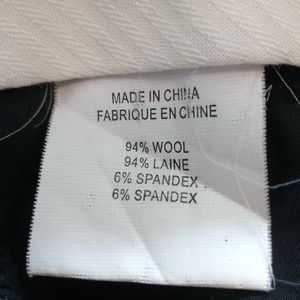 MADE IN CHINA
FABRIQUE EN CHINE
94% WOOL
94% LAINE
6% SPANDEX
6% SPANDEX